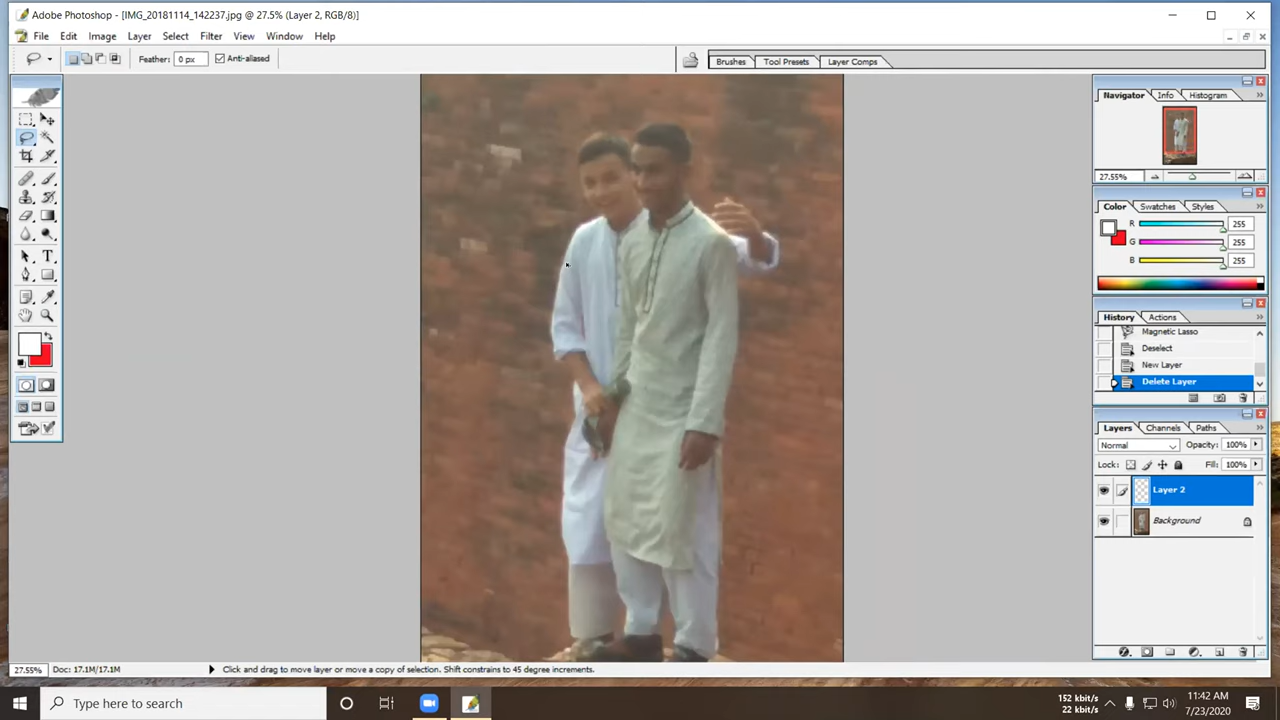 Adobe Photoshop - [IMG_20181114_142237.jpg @ 27.5% (Layer 2, RGB/8)]
File Edit Image Layer Select Filter View Window Help
Feather: 0 px Anti-aliased Brushes Tool Presets Layer Comps
Navigator Info Histogram
27.55%
Color Swatches Styles
R 255
G 255
B 255
History Actions
Magnetic Lasso
Deselect
New Layer
Delete Layer
Layers Channels Paths
Normal Opacity: 100%
Lock: Fill: 100%
Layer 2
Background
27.55% Doc: 17.1M/17.1M Click and drag to move layer or move a copy of selection. Shift constrains to 45 degree increments.
Type here to search
152 kbit/s
22 kbit/s
11:42 AM
7/23/2020